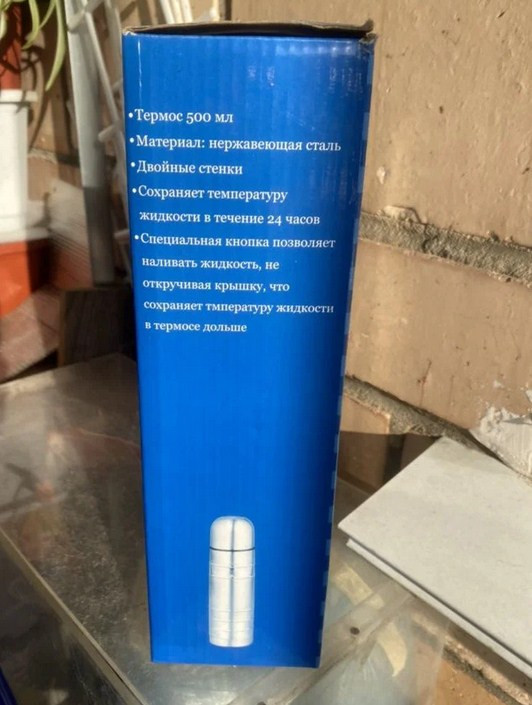 •Термос 500 мл
•Материал: нержавеющая сталь
•Двойные стенки
•Сохраняет температуру
жидкости в течение 24 часов
•Специальная кнопка позволяет
наливать жидкость, не
откручивая крышку, что
сохраняет тмпературу жидкости
в термосе дольше